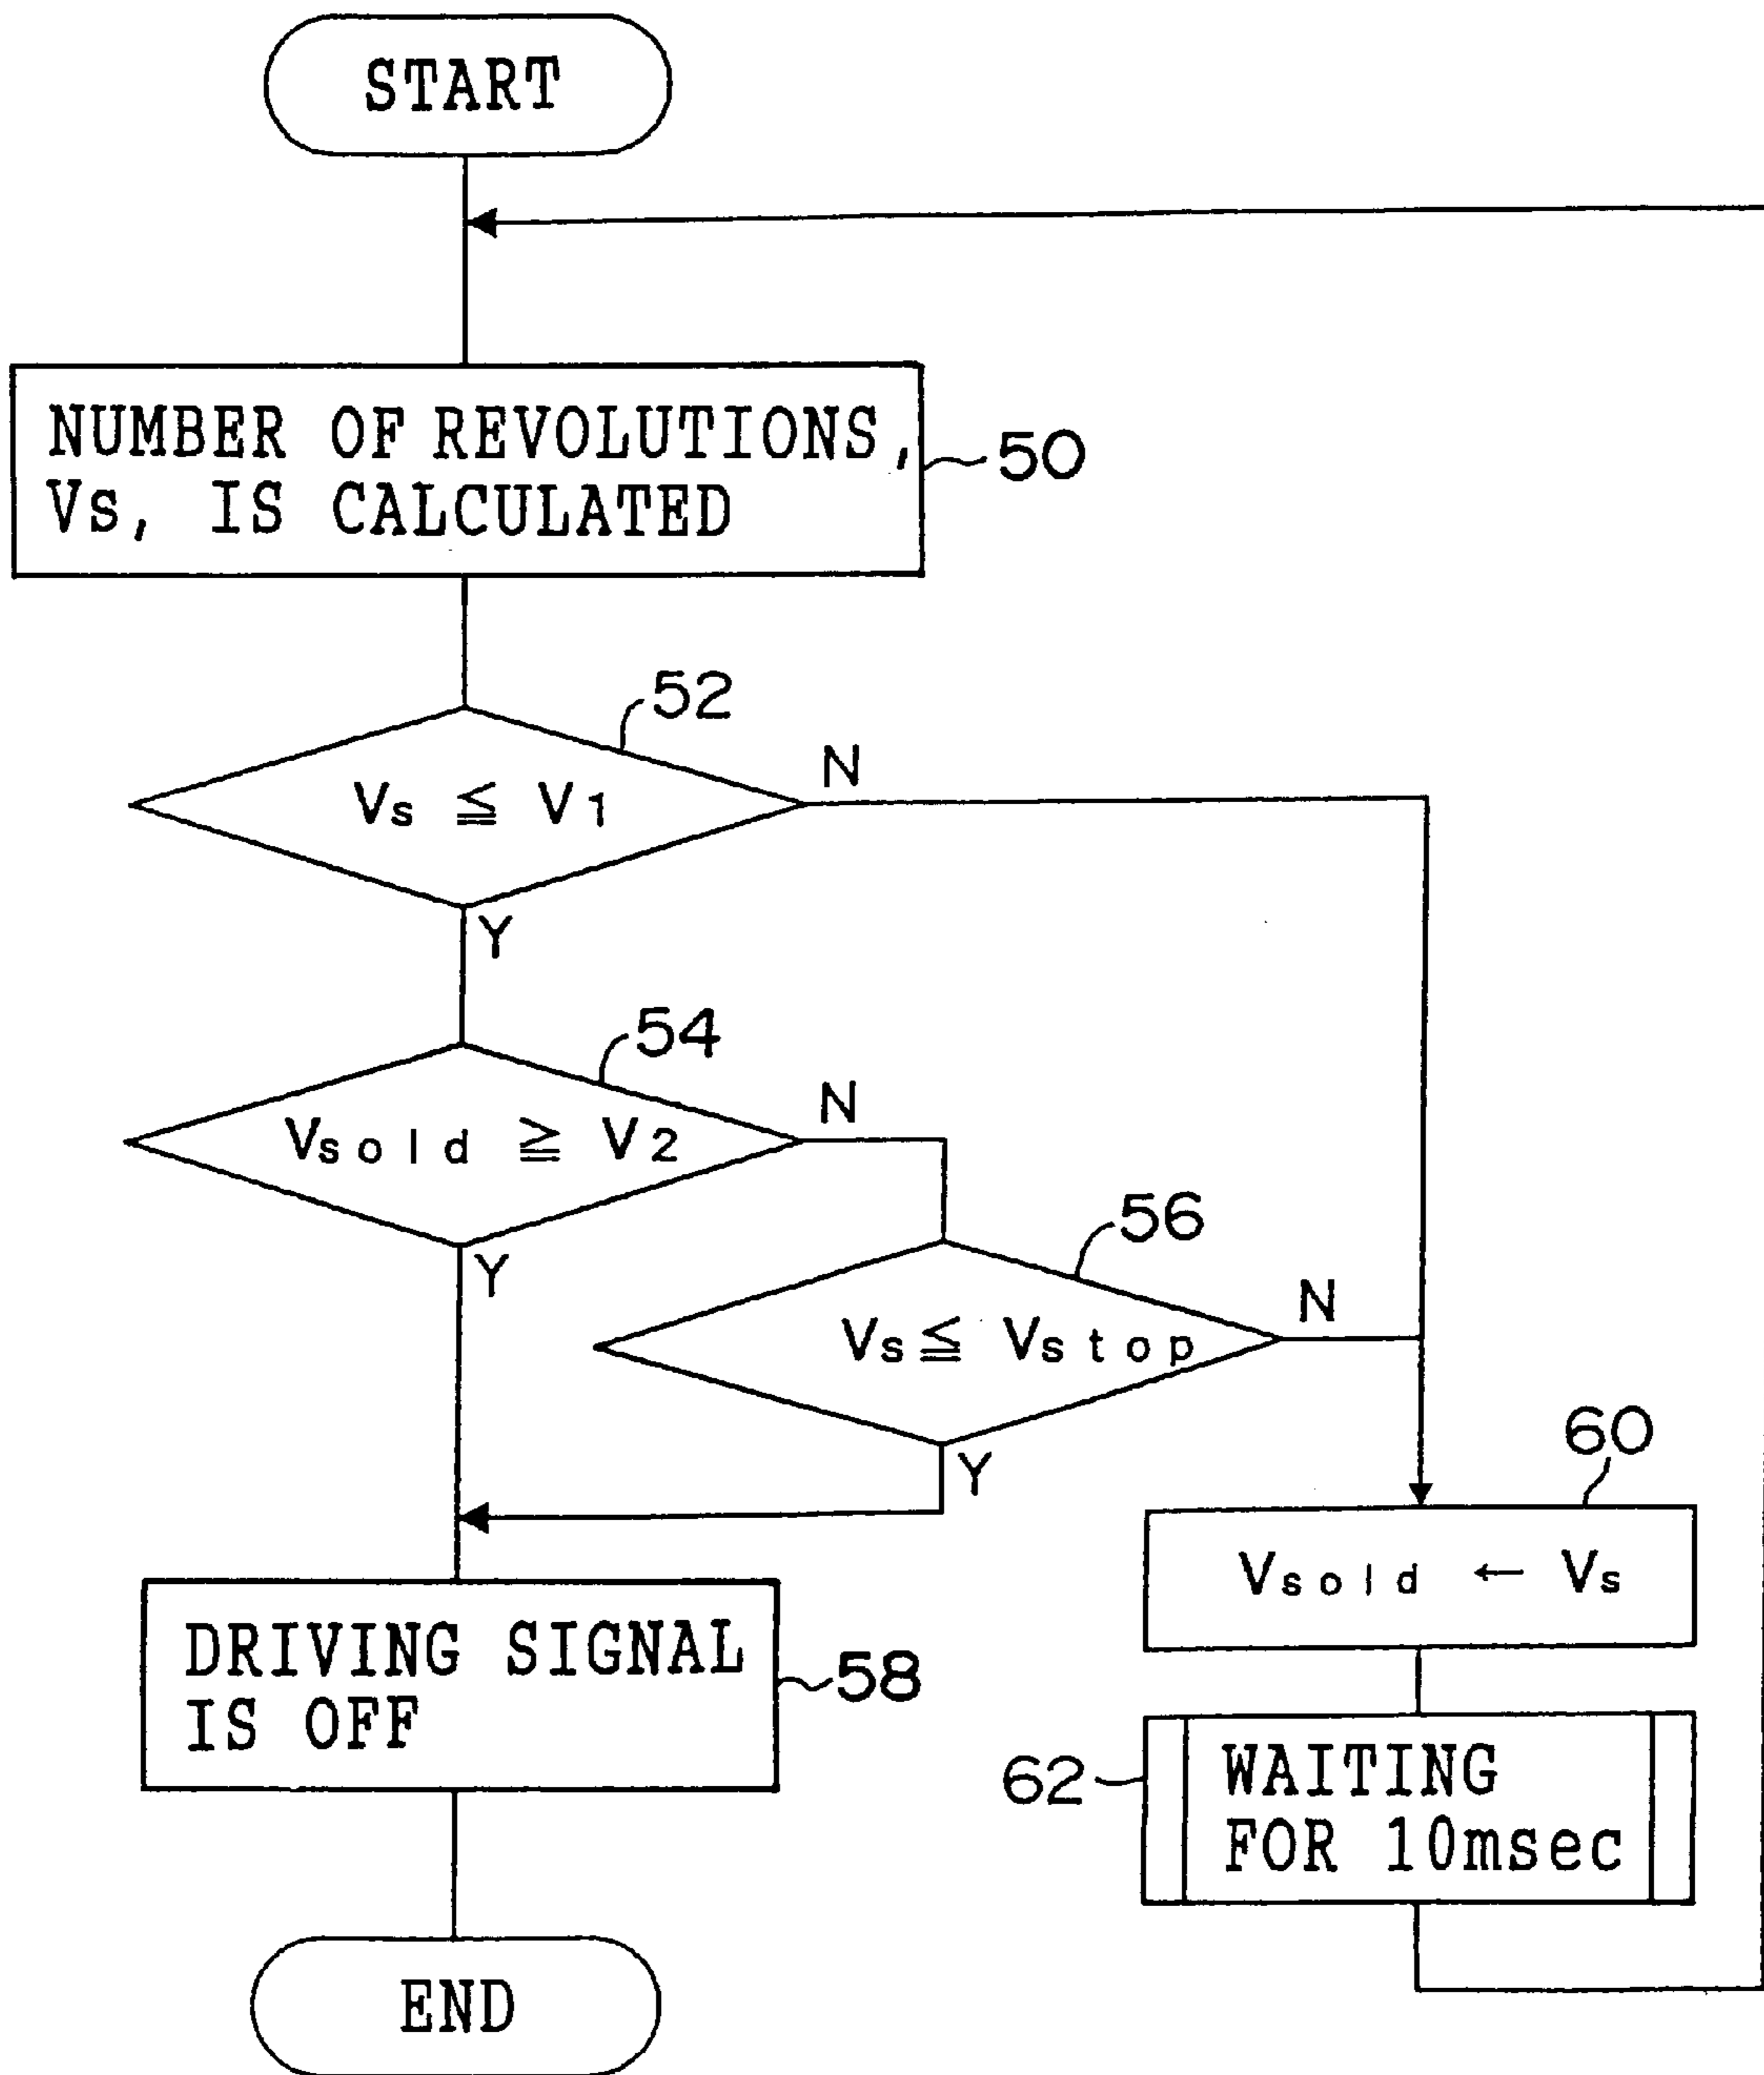 START
NUMBER OF REVOLUTIONS,
Vs, IS CALCULATED
50
52
Vs ≦ V1
N
Y
54
Vsold ≧ V2
N
Y
56
Vs ≦ Vstop
N
Y
60
Vsold ← Vs
DRIVING SIGNAL
IS OFF
58
62
WAITING
FOR 10msec
END